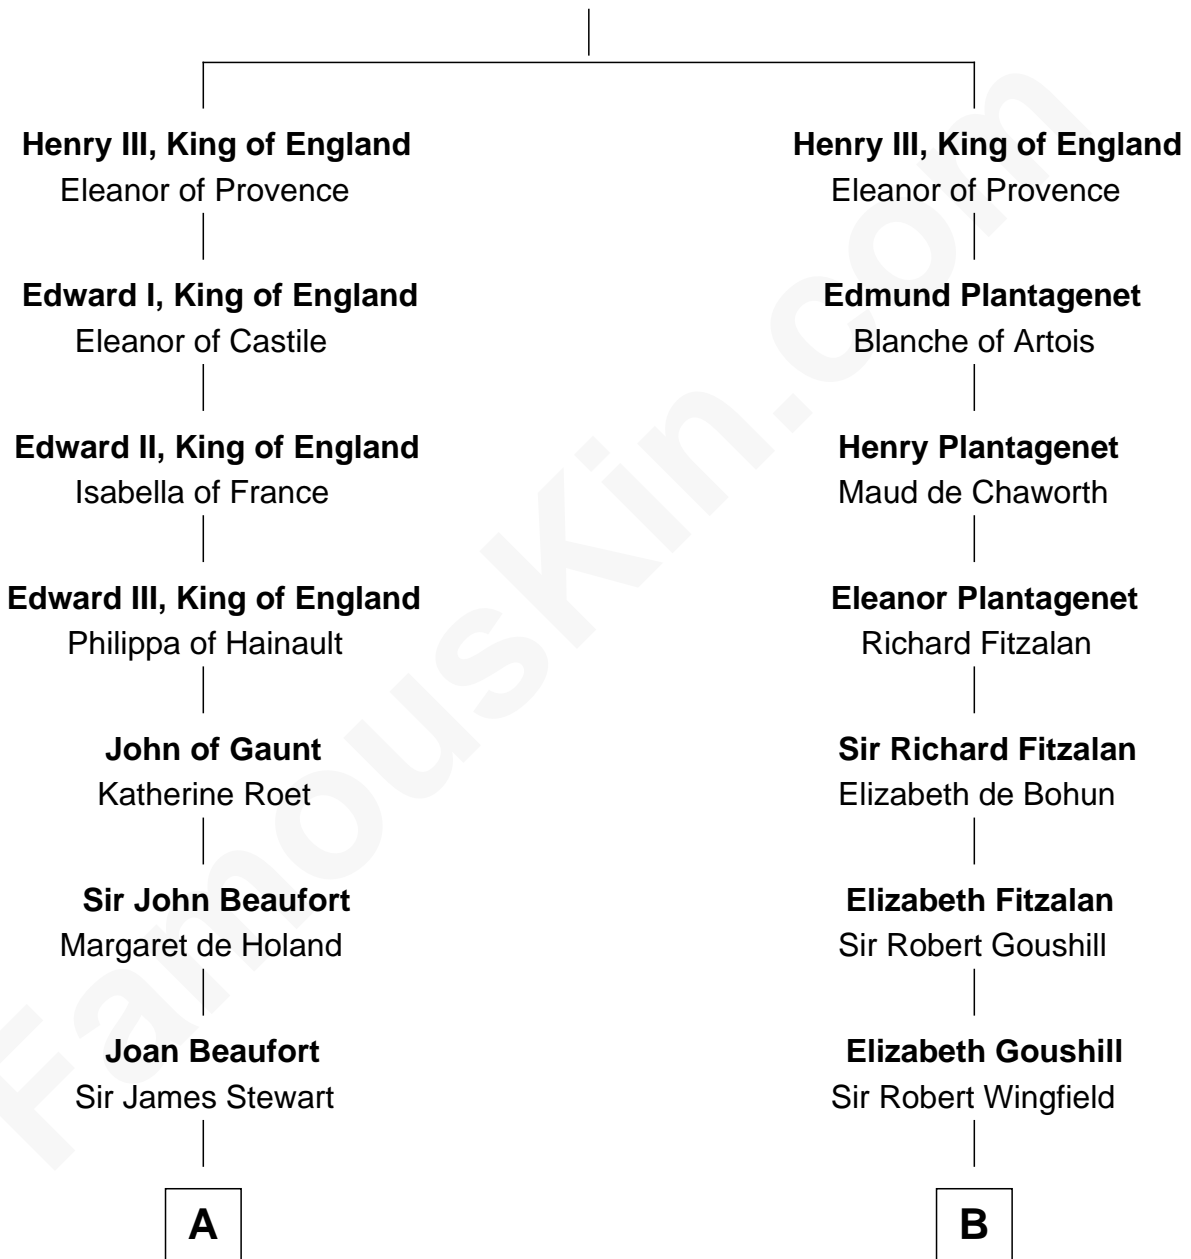 Henry III, King of England
Eleanor of Provence
Edward I, King of England
Eleanor of Castile
Edward II, King of England
Isabella of France
Edward III, King of England
Philippa of Hainault
John of Gaunt
Katherine Roet
Sir John Beaufort
Margaret de Holand
Joan Beaufort
Sir James Stewart
A
Henry III, King of England
Eleanor of Provence
Edmund Plantagenet
Blanche of Artois
Henry Plantagenet
Maud de Chaworth
Eleanor Plantagenet
Richard Fitzalan
Sir Richard Fitzalan
Elizabeth de Bohun
Elizabeth Fitzalan
Sir Robert Goushill
Elizabeth Goushill
Sir Robert Wingfield
B
FamousKin.com